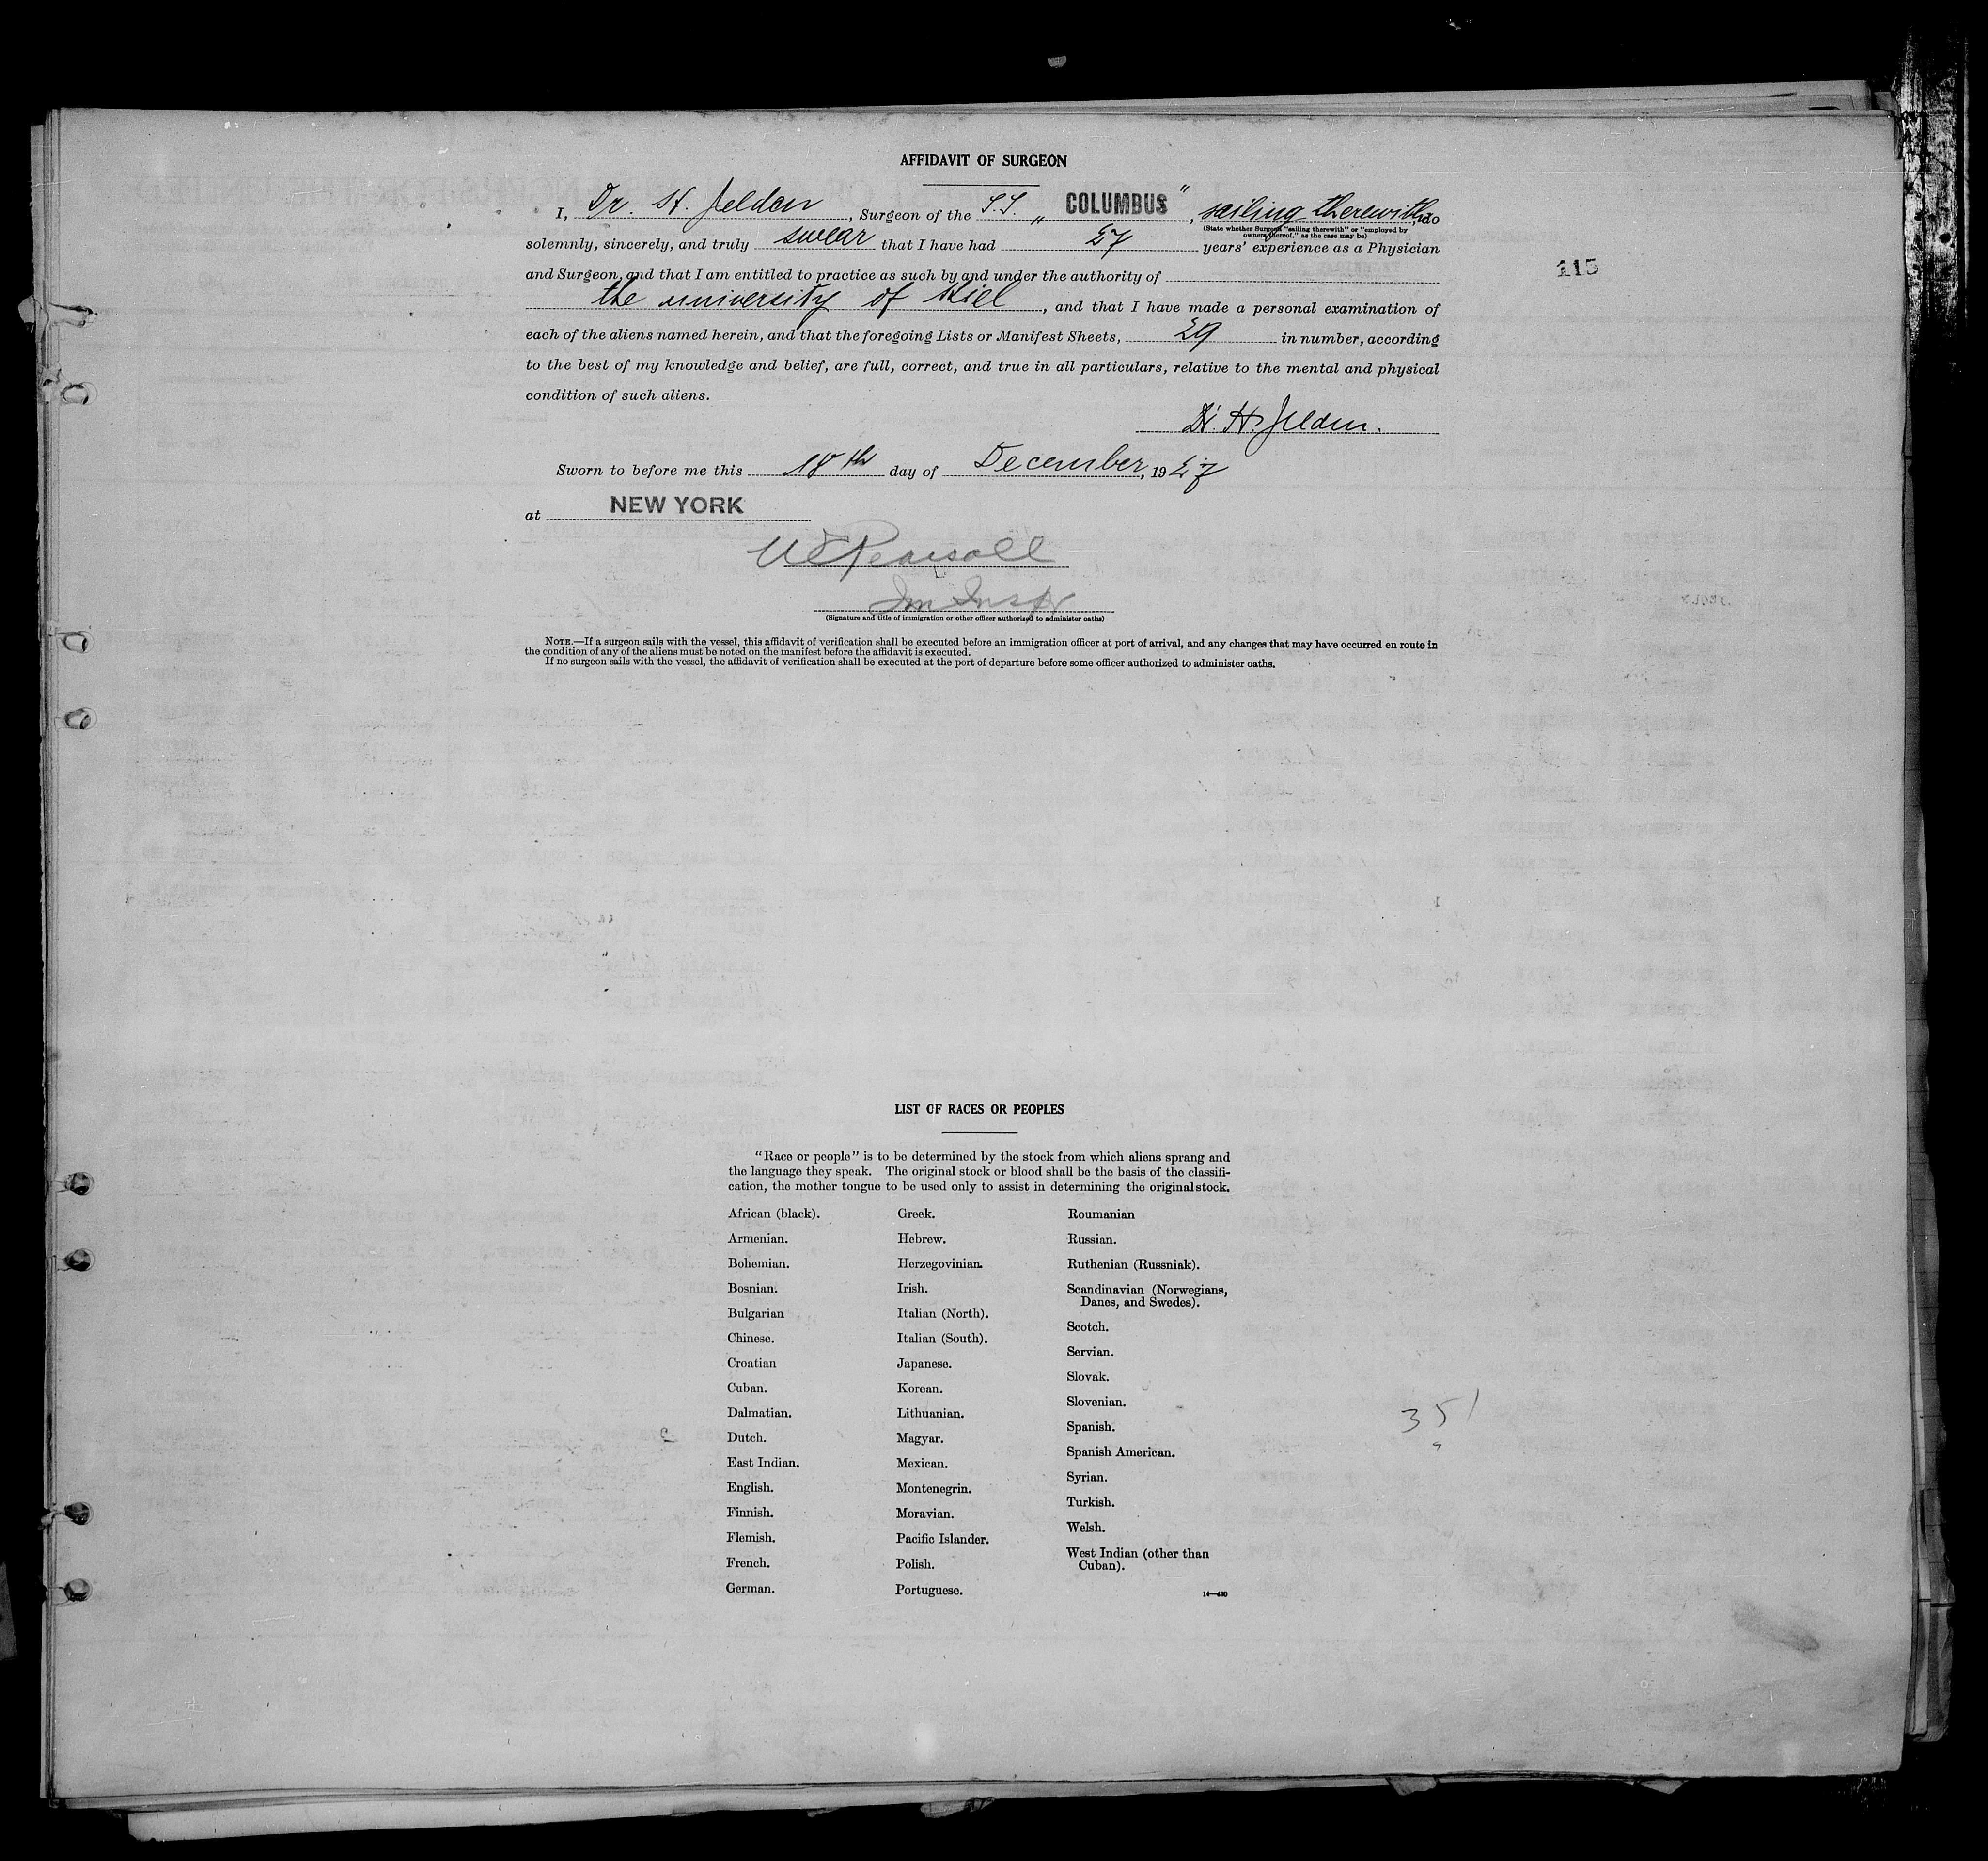 AFFIDAVIT OF SURGEON
I, Dr. H. Jelden, Surgeon of the S.S. „COLUMBUS", sailing therewith, do
(State whether Surgeon "sailing therewith" or "employed by
owners thereof," as the case may be)
solemnly, sincerely, and truly swear that I have had 27 years' experience as a Physician
115
and Surgeon, and that I am entitled to practice as such by and under the authority of
the university of Kiel, and that I have made a personal examination of
each of the aliens named herein, and that the foregoing Lists or Manifest Sheets, 29 in number, according
to the best of my knowledge and belief, are full, correct, and true in all particulars, relative to the mental and physical
condition of such aliens.
Dr. H. Jelden.
Sworn to before me this 18th day of December, 1927
at NEW YORK
Pearsall
Im Inspr
(Signature and title of immigration or other officer authorized to administer oaths)
NOTE.—If a surgeon sails with the vessel, this affidavit of verification shall be executed before an immigration officer at port of arrival, and any changes that may have occurred en route in
the condition of any of the aliens must be noted on the manifest before the affidavit is executed.
If no surgeon sails with the vessel, the affidavit of verification shall be executed at the port of departure before some officer authorized to administer oaths.
LIST OF RACES OR PEOPLES
"Race or people" is to be determined by the stock from which aliens sprang and
the language they speak. The original stock or blood shall be the basis of the classifi-
cation, the mother tongue to be used only to assist in determining the original stock.
African (black).
Armenian.
Bohemian.
Bosnian.
Bulgarian
Chinese.
Croatian
Cuban.
Dalmatian.
Dutch.
East Indian.
English.
Finnish.
Flemish.
French.
German.
Greek.
Hebrew.
Herzegovinian.
Irish.
Italian (North).
Italian (South).
Japanese.
Korean.
Lithuanian.
Magyar.
Mexican.
Montenegrin.
Moravian.
Pacific Islander.
Polish.
Portuguese.
Roumanian
Russian.
Ruthenian (Russniak).
Scandinavian (Norwegians,
Danes, and Swedes).
Scotch.
Servian.
Slovak.
Slovenian.
Spanish.
Spanish American.
Syrian.
Turkish.
Welsh.
West Indian (other than
Cuban).
351